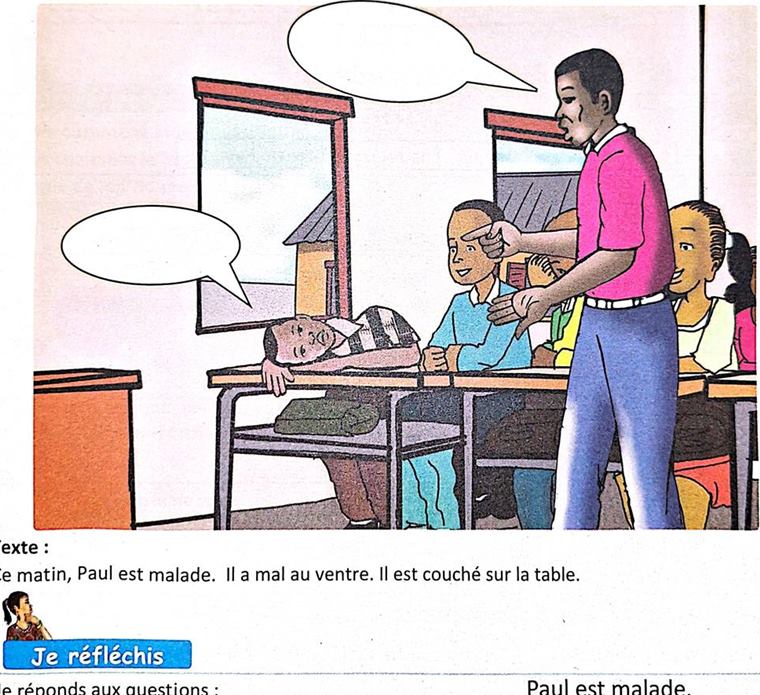 exte :
e matin, Paul est malade. Il a mal au ventre. Il est couché sur la table.
Je réfléchis
Je réponds aux questions :
Paul est malade.